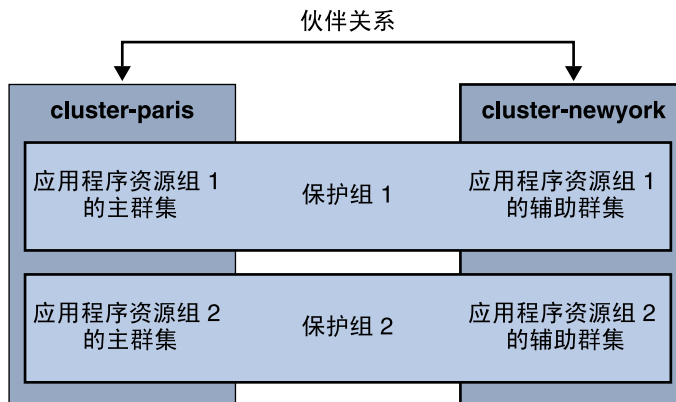 伙伴关系
cluster-paris
cluster-newyork
应用程序资源组 1
的主群集
保护组 1
应用程序资源组 1
的辅助群集
应用程序资源组 2
的主群集
保护组 2
应用程序资源组 2
的辅助群集